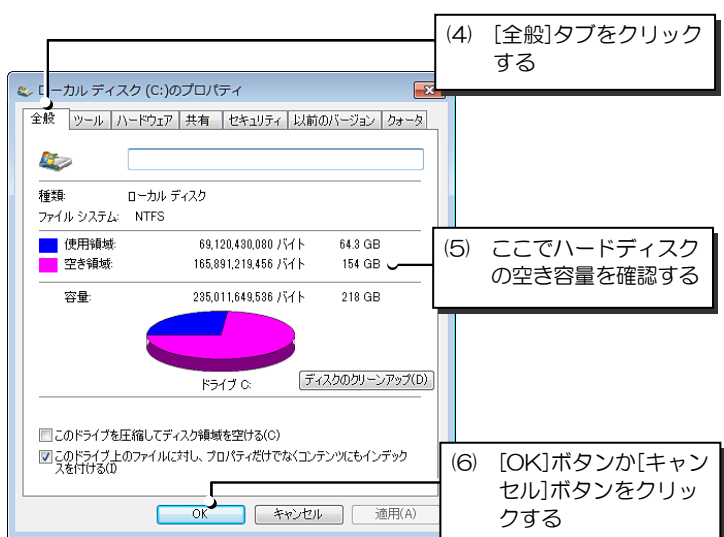 (4) [全般]タブをクリック
する
ローカル ディスク (C:)のプロパティ
全般 ツール ハードウェア 共有 セキュリティ 以前のバージョン クォータ
種類: ローカル ディスク
ファイル システム: NTFS
使用領域: 69,120,430,080 バイト 64.3 GB
空き領域: 165,891,219,456 バイト 154 GB
(5) ここでハードディスク
の空き容量を確認する
容量: 235,011,649,536 バイト 218 GB
ドライブ C: ディスクのクリーンアップ(D)
このドライブを圧縮してディスク領域を空ける(C)
このドライブ上のファイルに対し、プロパティだけでなくコンテンツにもインデック
スを付ける(I)
(6) [OK]ボタンか[キャン
セル]ボタンをクリッ
クする
OK キャンセル 適用(A)